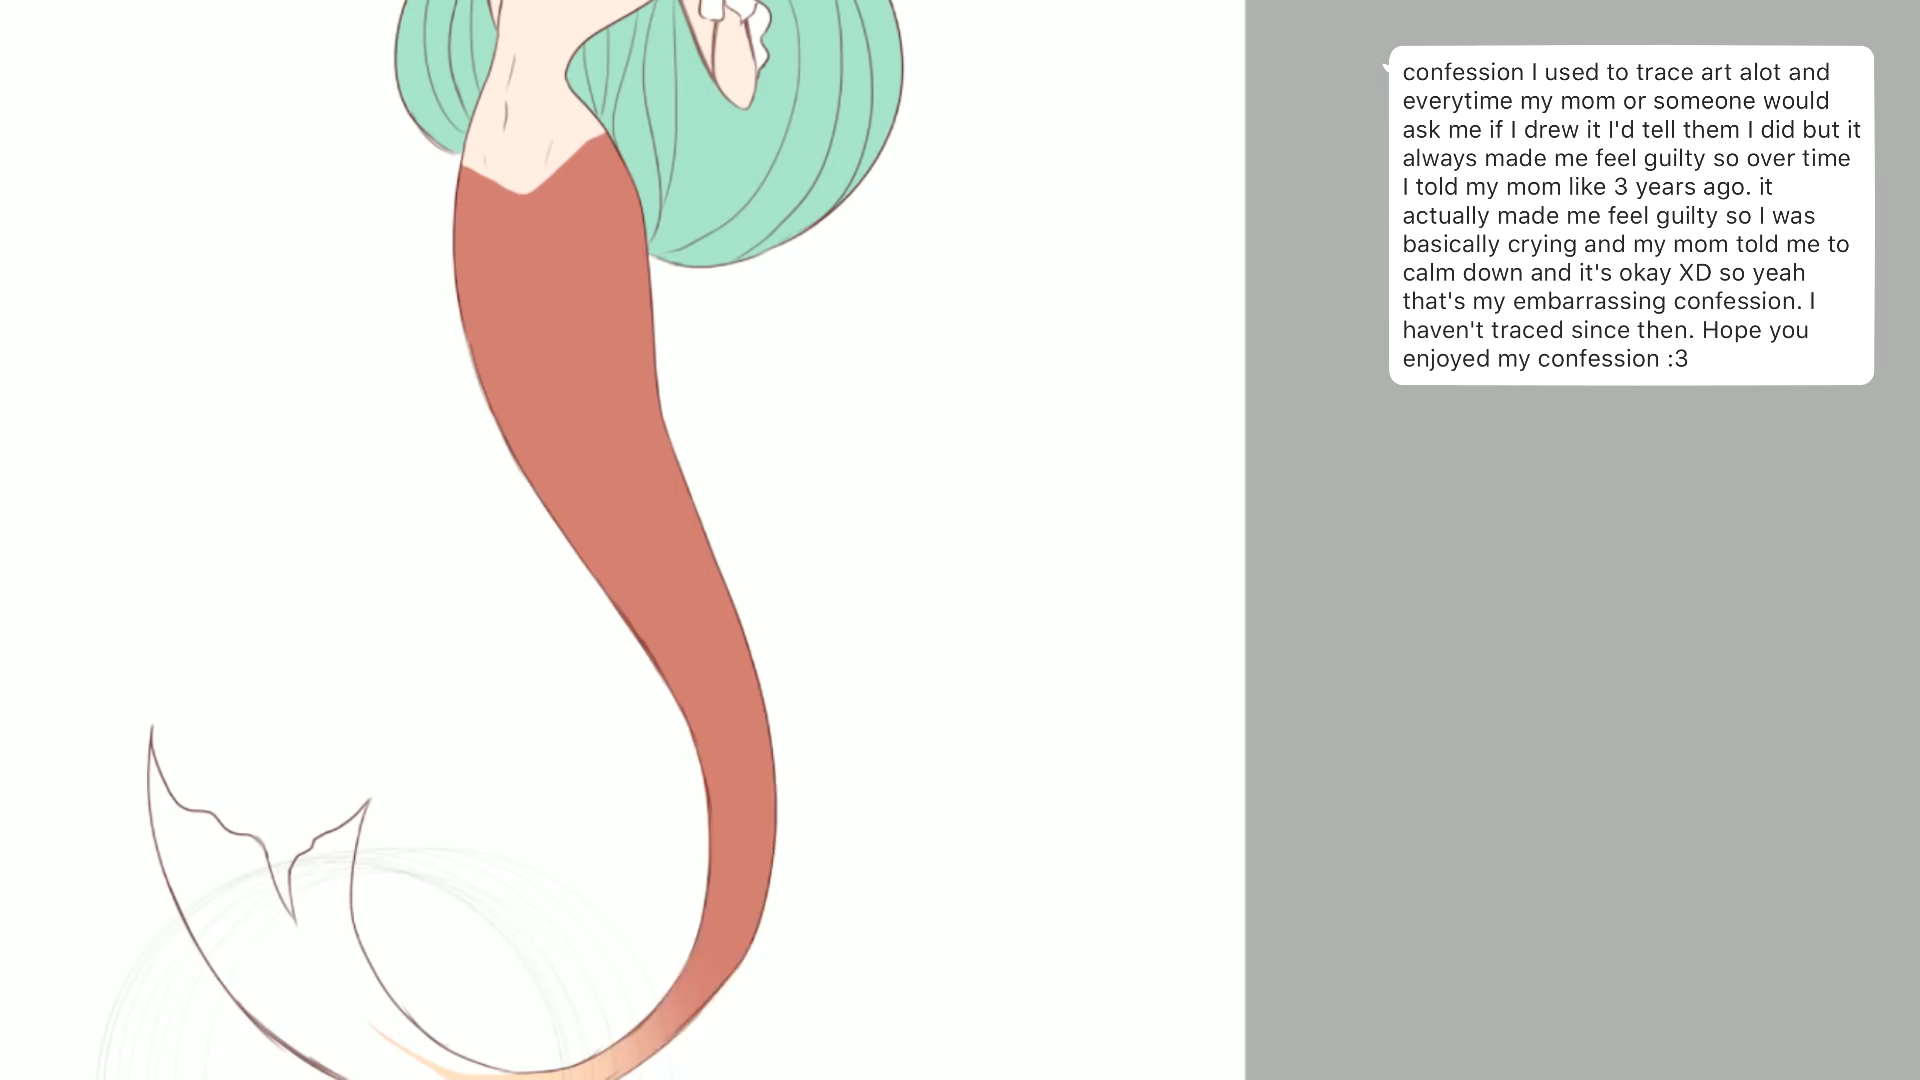 confession I used to trace art alot and
everytime my mom or someone would
ask me if I drew it I'd tell them I did but it
always made me feel guilty so over time
I told my mom like 3 years ago. it
actually made me feel guilty so I was
basically crying and my mom told me to
calm down and it's okay XD so yeah
that's my embarrassing confession. I
haven't traced since then. Hope you
enjoyed my confession :3